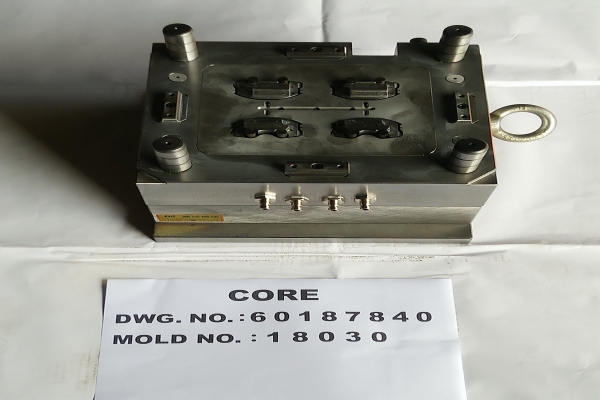 CORE
DWG. NO. : 60187840
MOLD NO. : 18030